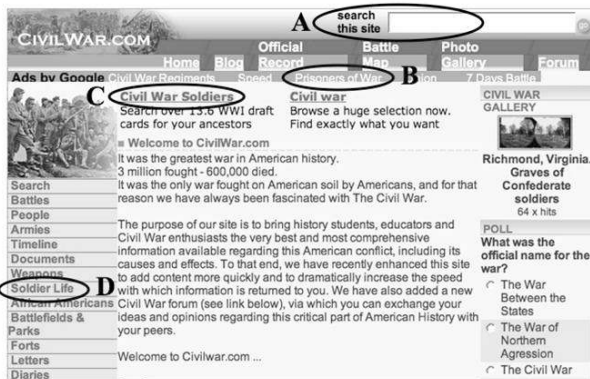 A
search this site
go
CIVILWAR.COM
Home Blog Official Record Battle Map Photo Gallery Forum
Ads by Google Civil War Regiments Speed Prisoners of War 7 Days Battle
B
C
Civil War Soldiers
Search over 13.6 WWI draft
cards for your ancestors
Civil war
Browse a huge selection now.
Find exactly what you want
Welcome to CivilWar.com
It was the greatest war in American history.
3 million fought - 600,000 died.
It was the only war fought on American soil by Americans, and for that
reason we have always been fascinated with The Civil War.
The purpose of our site is to bring history students, educators and
Civil War enthusiasts the very best and most comprehensive
information available regarding this American conflict, including its
causes and effects. To that end, we have recently enhanced this site
to add content more quickly and to dramatically increase the speed
with which information is returned to you. We have also added a new
Civil War forum (see link below), via which you can exchange your
ideas and opinions regarding this critical part of American History with
your peers.
Welcome to Civilwar.com ...
Search
Battles
People
Armies
Timeline
Documents
Weapons
Soldier Life
D
African Americans
Battlefields &
Parks
Forts
Letters
Diaries
CIVIL WAR
GALLERY
Richmond, Virginia.
Graves of
Confederate
soldiers
64 x hits
POLL
What was the
official name for the
war?
The War
Between the
States
The War of
Northern
Agression
The Civil War